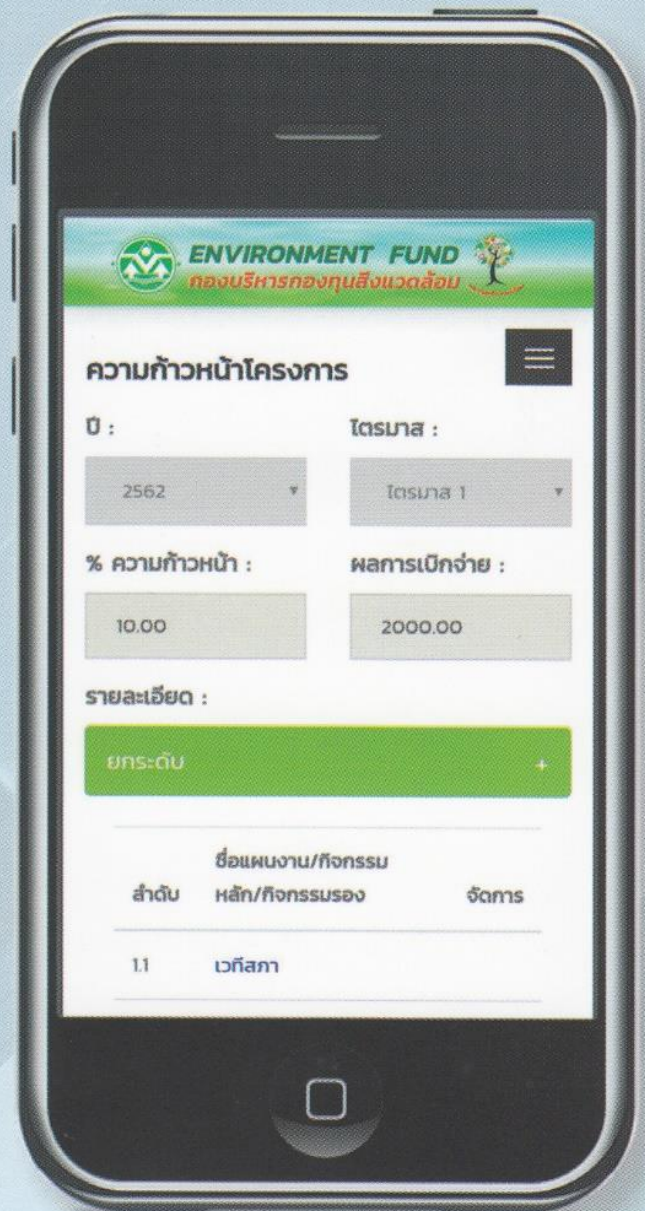 ENVIRONMENT FUND
กองบริหารกองทุนสิ่งแวดล้อม
ความก้าวหน้าโครงการ
ปี : ไตรมาส :
2562 ไตรมาส 1
% ความก้าวหน้า : ผลการเบิกจ่าย :
10.00 2000.00
รายละเอียด :
ยกระดับ +
ชื่อแผนงาน/กิจกรรม
ลำดับ หลัก/กิจกรรมรอง จัดการ
1.1 เวทีสภา